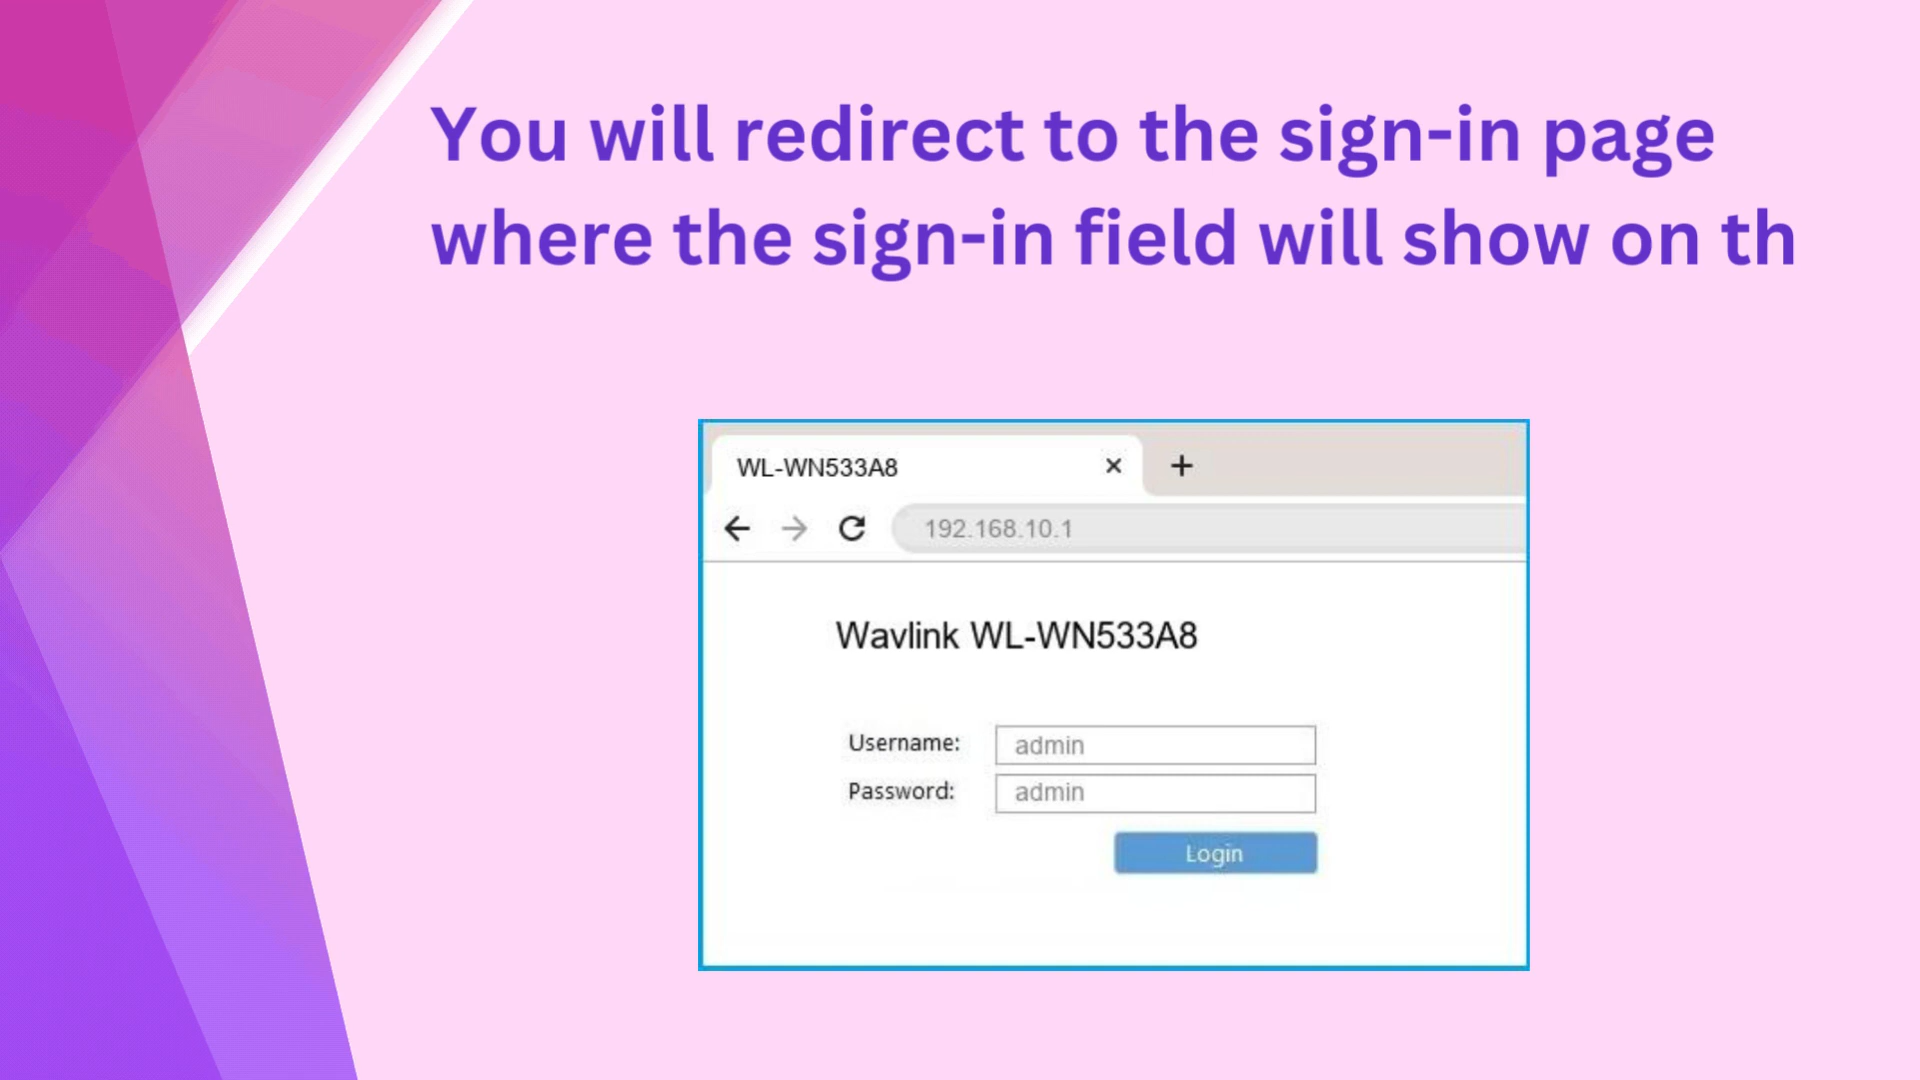 You will redirect to the sign-in page
where the sign-in field will show on th
WL-WN533A8
192.168.10.1
Wavlink WL-WN533A8
Username: admin
Password: admin
Login